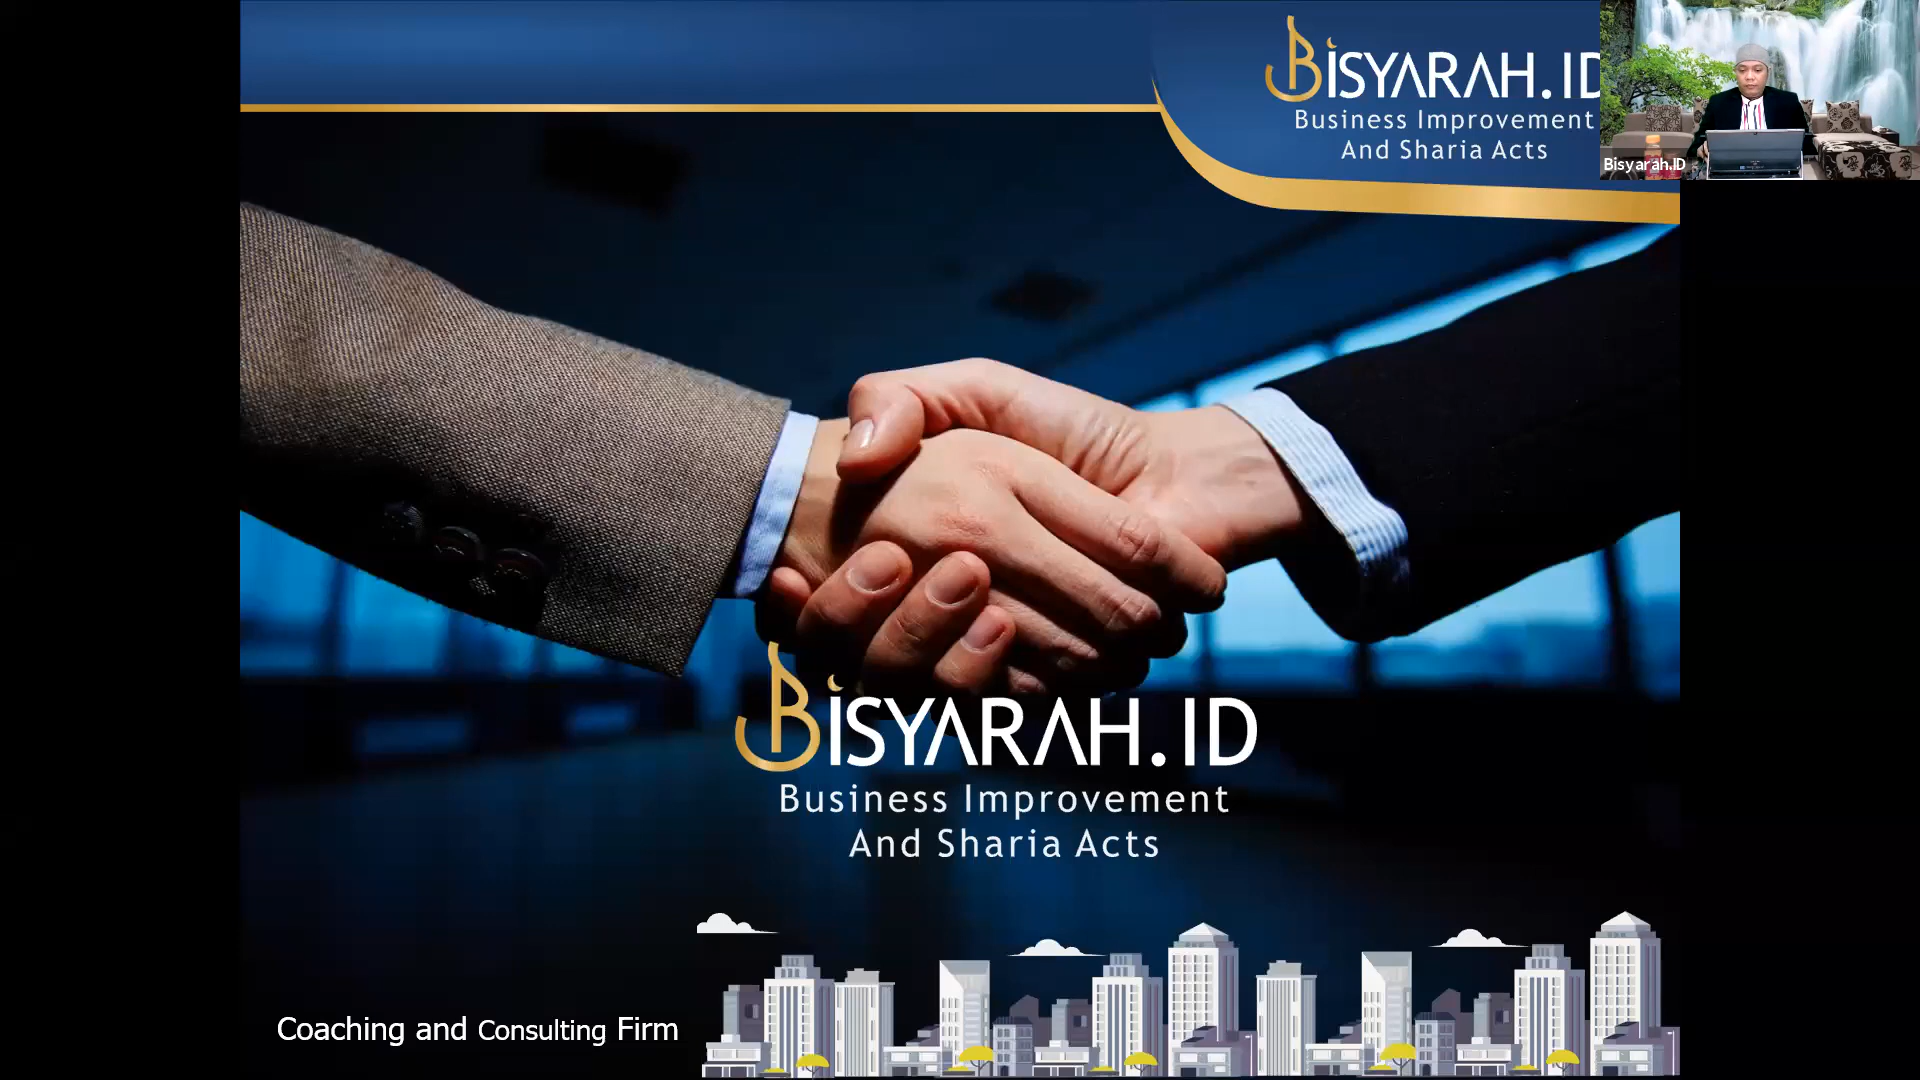 BISYARAH.ID
Business Improvement
And Sharia Acts
Bisyarah.ID
BISYARAH.ID
Business Improvement
And Sharia Acts
Coaching and Consulting Firm